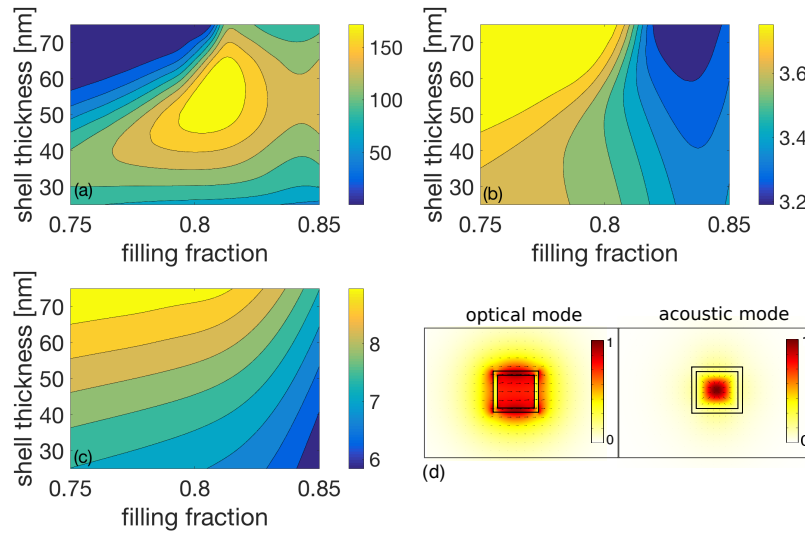 shell thickness [nm]
70
60
50
40
30
(a)
0.75
0.8
0.85
filling fraction
150
100
50
shell thickness [nm]
70
60
50
40
30
(b)
0.75
0.8
0.85
filling fraction
3.6
3.4
3.2
shell thickness [nm]
70
60
50
40
30
(c)
0.75
0.8
0.85
filling fraction
8
7
6
optical mode
acoustic mode
1
0
(d)